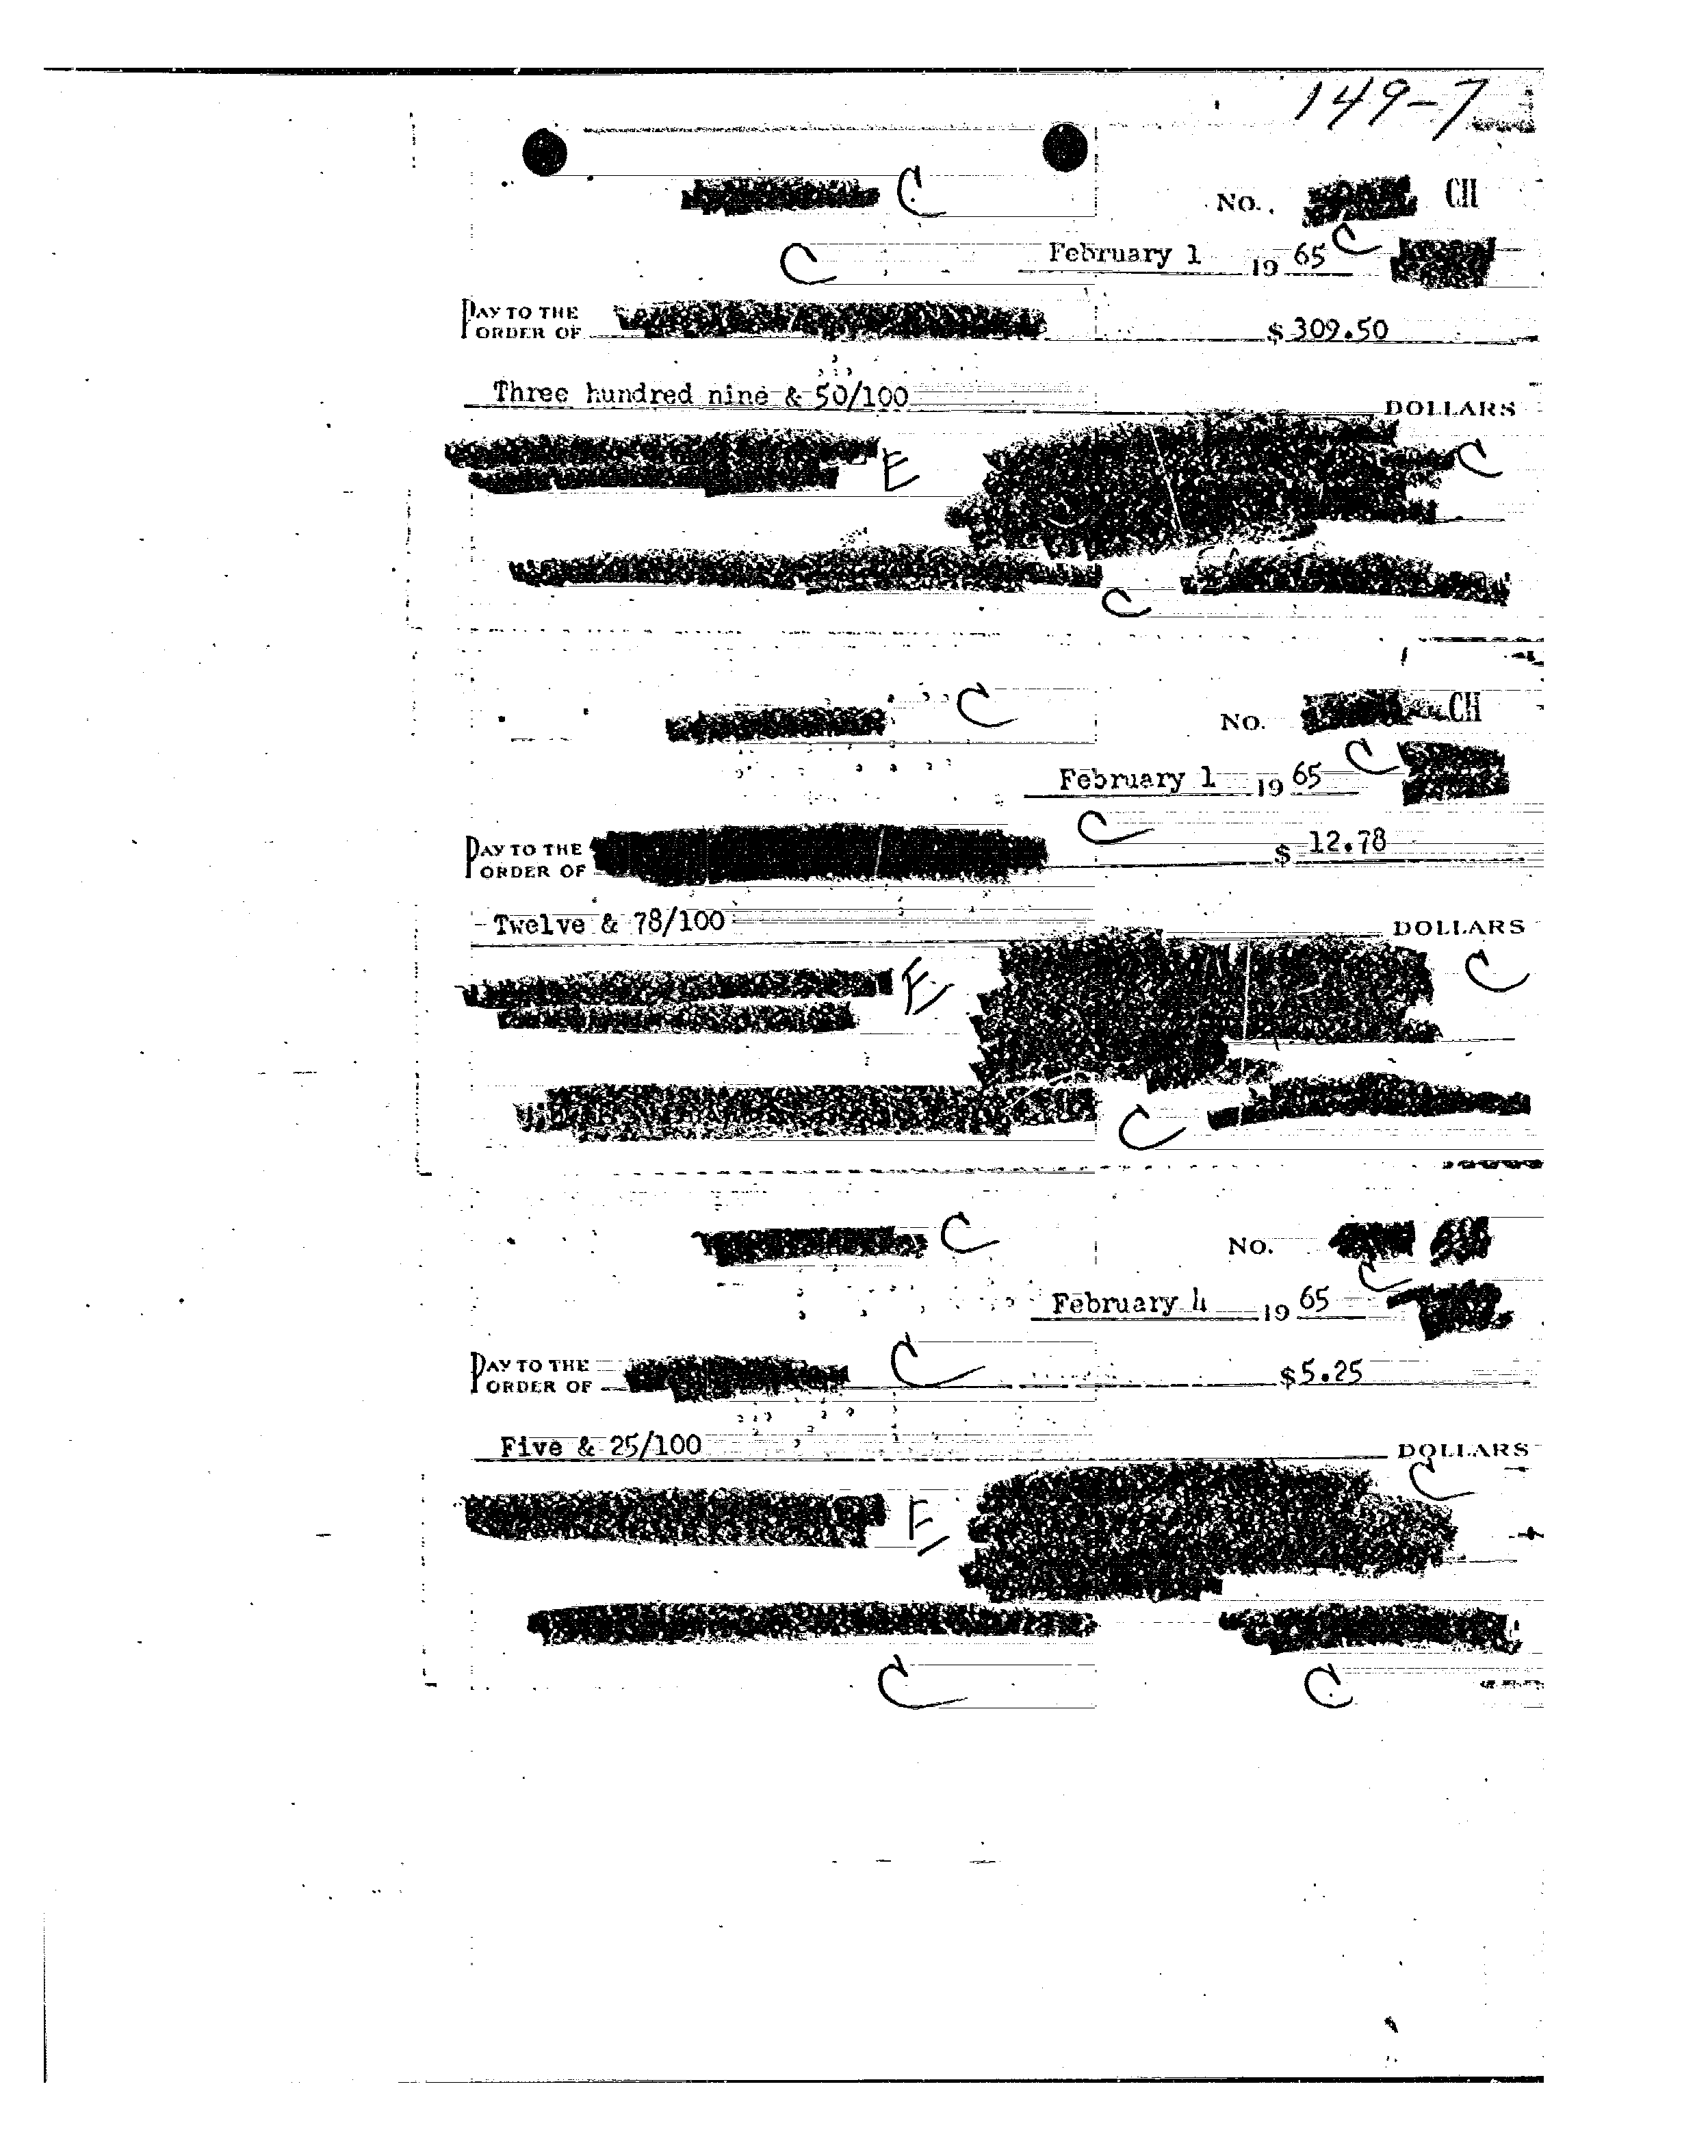 149-7
C
NO. CH
C February 1 19 65 C
PAY TO THE
ORDER OF $ 309.50
Three hundred nine & 50/100 DOLLARS
E C
C
C
NO. CH
February 1 19 65 C
C
PAY TO THE
ORDER OF $ 12.78
Twelve & 78/100 DOLLARS
E C
C
C
NO.
February 4 19 65 C
PAY TO THE C
ORDER OF $5.25
Five & 25/100 DOLLARS
C
E
C C